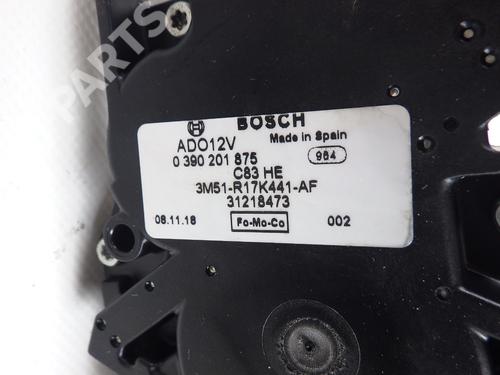 PARTS
BOSCH
ADO12V
Made in Spain
0 390 201 875
984
C83 HE
3M51-R17K441-AF
31218473
08.11.18
Fo-Mo-Co
002